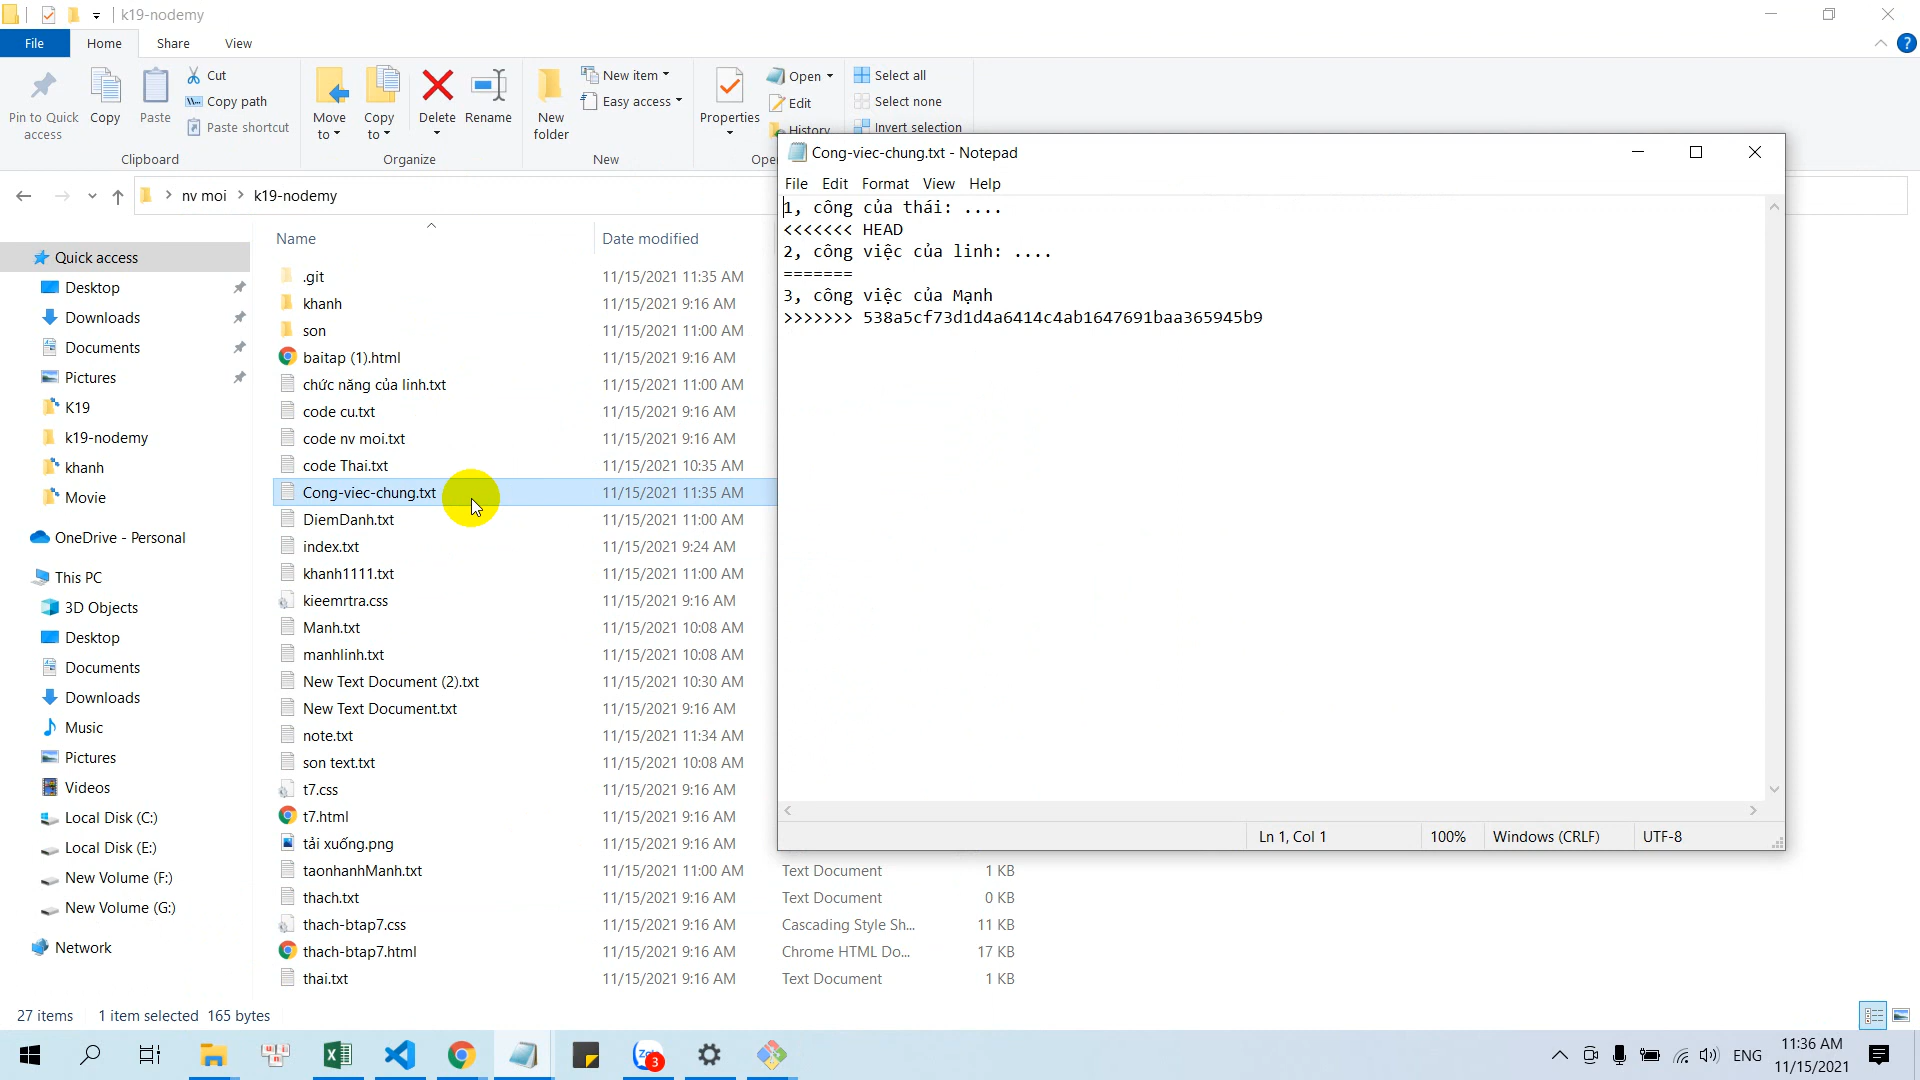 k19-nodemy
File
Home
Share
View
Pin to Quick access
Copy
Paste
Cut
Copy path
Paste shortcut
Clipboard
Move to
Copy to
Delete
Rename
Organize
New folder
New item
Easy access
New
Properties
Open
Edit
History
Ope
Select all
Select none
Invert selection
nv moi
k19-nodemy
Quick access
Desktop
Downloads
Documents
Pictures
K19
k19-nodemy
khanh
Movie
OneDrive - Personal
This PC
3D Objects
Desktop
Documents
Downloads
Music
Pictures
Videos
Local Disk (C:)
Local Disk (E:)
New Volume (F:)
New Volume (G:)
Network
Name Date modified
.git 11/15/2021 11:35 AM
khanh 11/15/2021 9:16 AM
son 11/15/2021 11:00 AM
baitap (1).html 11/15/2021 9:16 AM
chức năng của linh.txt 11/15/2021 11:00 AM
code cu.txt 11/15/2021 9:16 AM
code nv moi.txt 11/15/2021 9:16 AM
code Thai.txt 11/15/2021 10:35 AM
Cong-viec-chung.txt 11/15/2021 11:35 AM
DiemDanh.txt 11/15/2021 11:00 AM
index.txt 11/15/2021 9:24 AM
khanh1111.txt 11/15/2021 11:00 AM
kieemrtra.css 11/15/2021 9:16 AM
Manh.txt 11/15/2021 10:08 AM
manhlinh.txt 11/15/2021 10:08 AM
New Text Document (2).txt 11/15/2021 10:30 AM
New Text Document.txt 11/15/2021 9:16 AM
note.txt 11/15/2021 11:34 AM
son text.txt 11/15/2021 10:08 AM
t7.css 11/15/2021 9:16 AM
t7.html 11/15/2021 9:16 AM
tải xuống.png 11/15/2021 9:16 AM
taonhanhManh.txt 11/15/2021 11:00 AM Text Document 1 KB
thach.txt 11/15/2021 9:16 AM Text Document 0 KB
thach-btap7.css 11/15/2021 9:16 AM Cascading Style Sh... 11 KB
thach-btap7.html 11/15/2021 9:16 AM Chrome HTML Do... 17 KB
thai.txt 11/15/2021 9:16 AM Text Document 1 KB
Cong-viec-chung.txt - Notepad
File Edit Format View Help
1, công của thái: ....
<<<<<<< HEAD
2, công việc của linh: ....
=======
3, công việc của Mạnh
>>>>>>> 538a5cf73d1d4a6414c4ab1647691baa365945b9
Ln 1, Col 1 100% Windows (CRLF) UTF-8
27 items 1 item selected 165 bytes
3
ENG
11:36 AM
11/15/2021